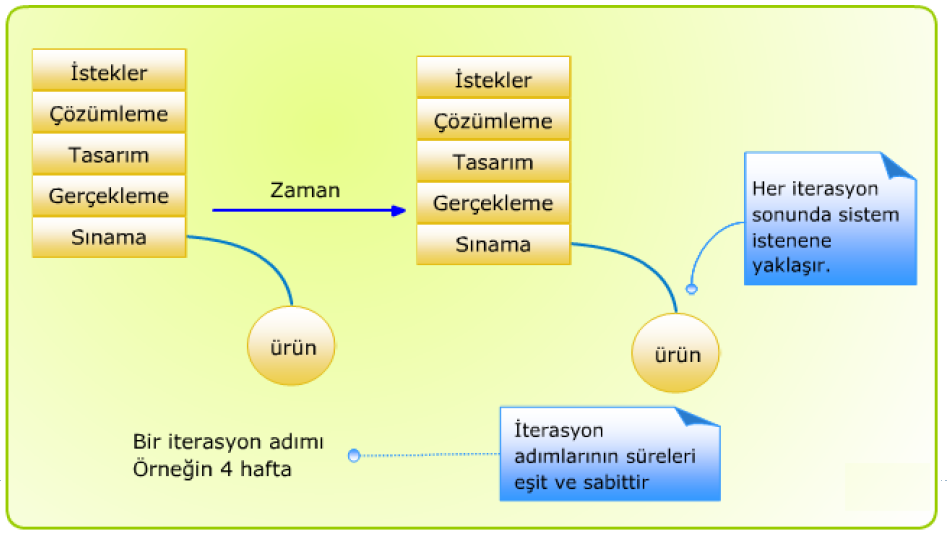 İstekler
Çözümleme
Tasarım
Gerçekleme
Sınama
ürün
Zaman
İstekler
Çözümleme
Tasarım
Gerçekleme
Sınama
ürün
Her iterasyon
sonunda sistem
istenene
yaklaşır.
Bir iterasyon adımı
Örneğin 4 hafta
İterasyon
adımlarının süreleri
eşit ve sabittir